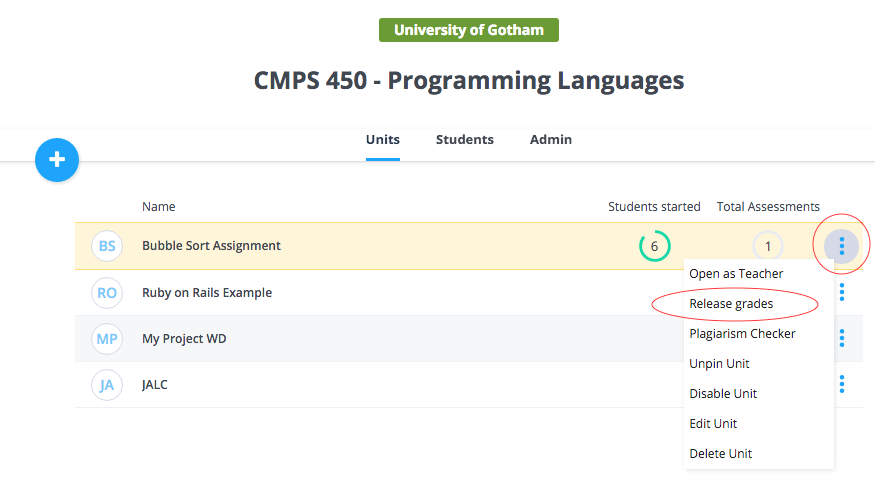 University of Gotham
CMPS 450 - Programming Languages
Units Students Admin
Name Students started Total Assessments
BS Bubble Sort Assignment 6 1
Open as Teacher
RO Ruby on Rails Example
Release grades
MP My Project WD
Plagiarism Checker
Unpin Unit
JA JALC
Disable Unit
Edit Unit
Delete Unit